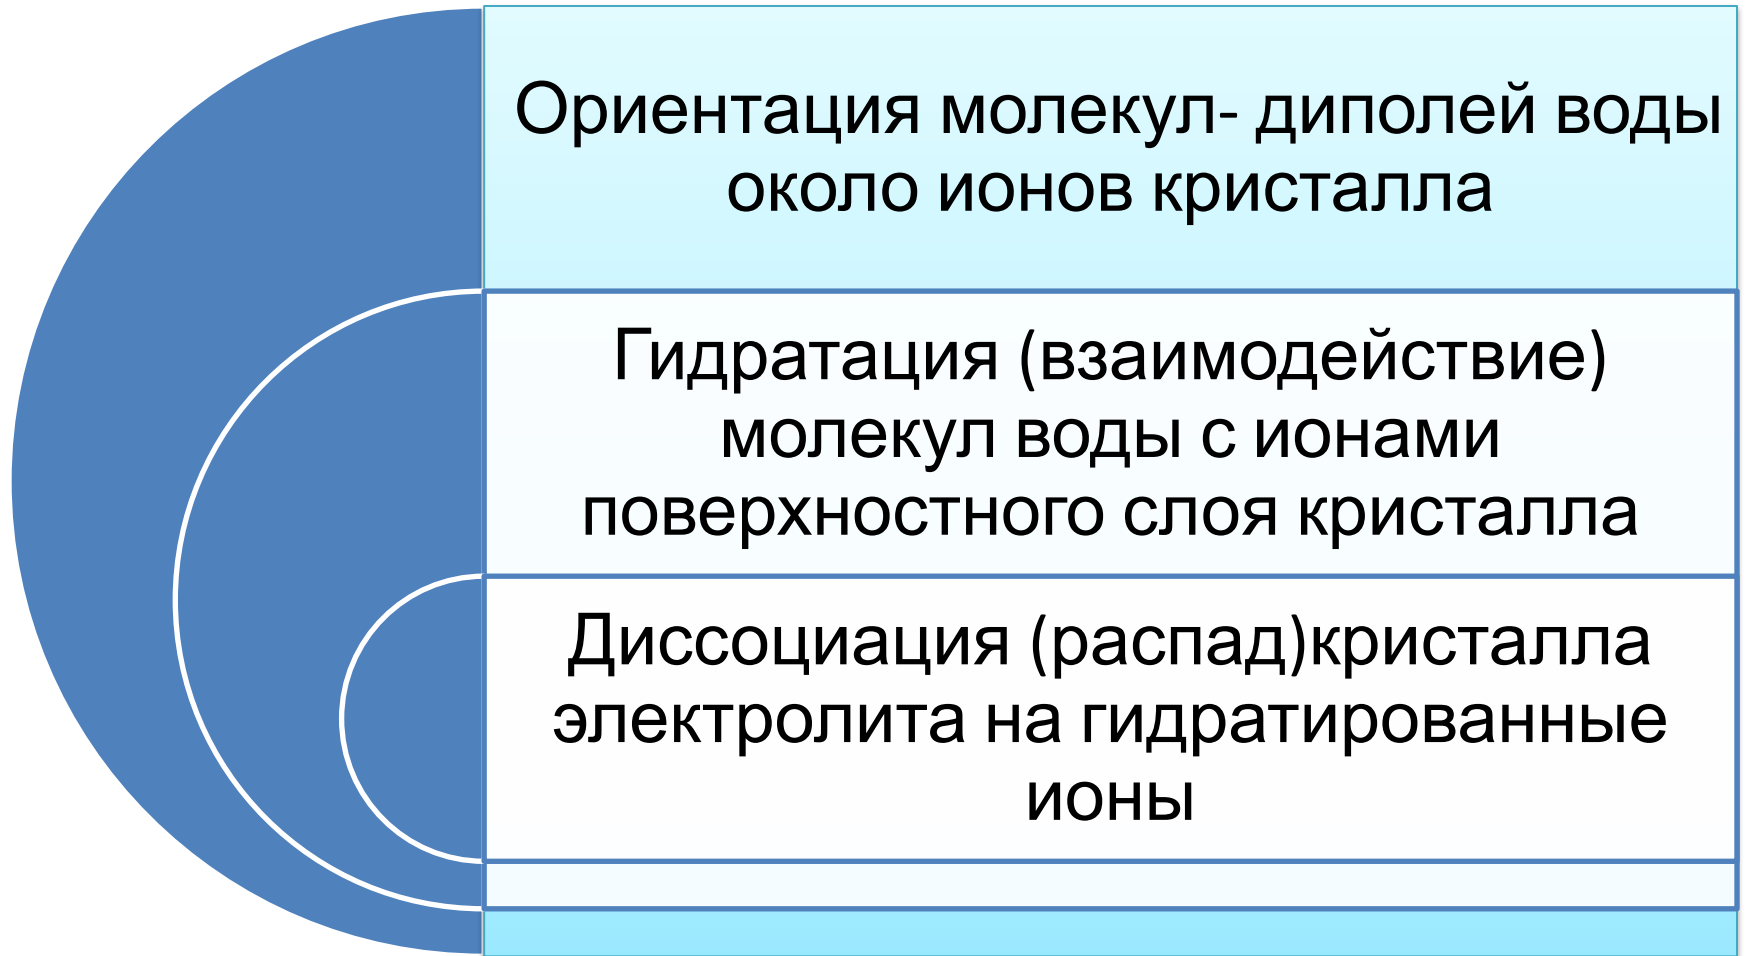 Ориентация молекул- диполей воды
около ионов кристалла
Гидратация (взаимодействие)
молекул воды с ионами
поверхностного слоя кристалла
Диссоциация (распад)кристалла
электролита на гидратированные
ионы